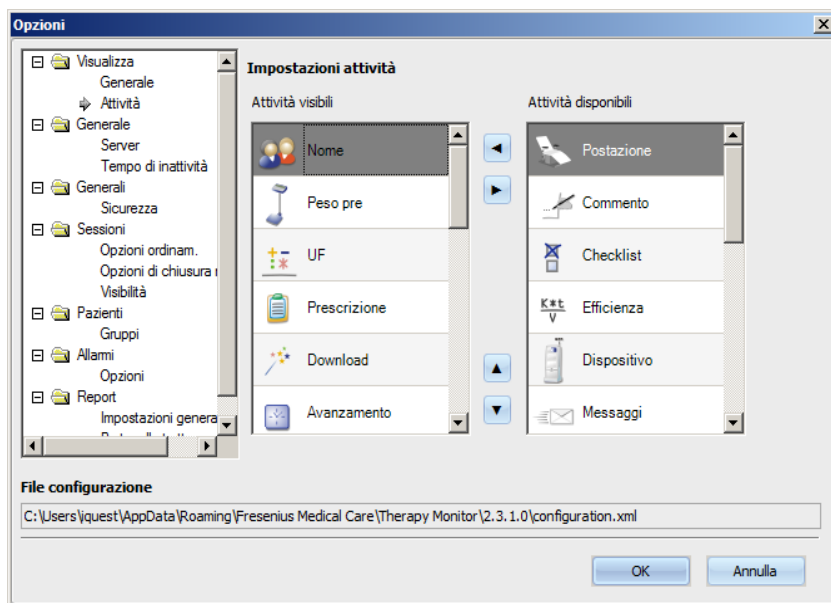 Opzioni
Visualizza
Generale
Attività
Generale
Server
Tempo di inattività
Generali
Sicurezza
Sessioni
Opzioni ordinam.
Opzioni di chiusura
Visibilità
Pazienti
Gruppi
Allarmi
Opzioni
Report
Impostazioni genera
Impostazioni attività
Attività visibili
Nome
Peso pre
UF
Prescrizione
Download
Avanzamento
Attività disponibili
Postazione
Commento
Checklist
K*t
V
Efficienza
Dispositivo
Messaggi
File configurazione
C:\Users\iquest\AppData\Roaming\Fresenius Medical Care\Therapy Monitor\2.3.1.0\configuration.xml
OK
Annulla